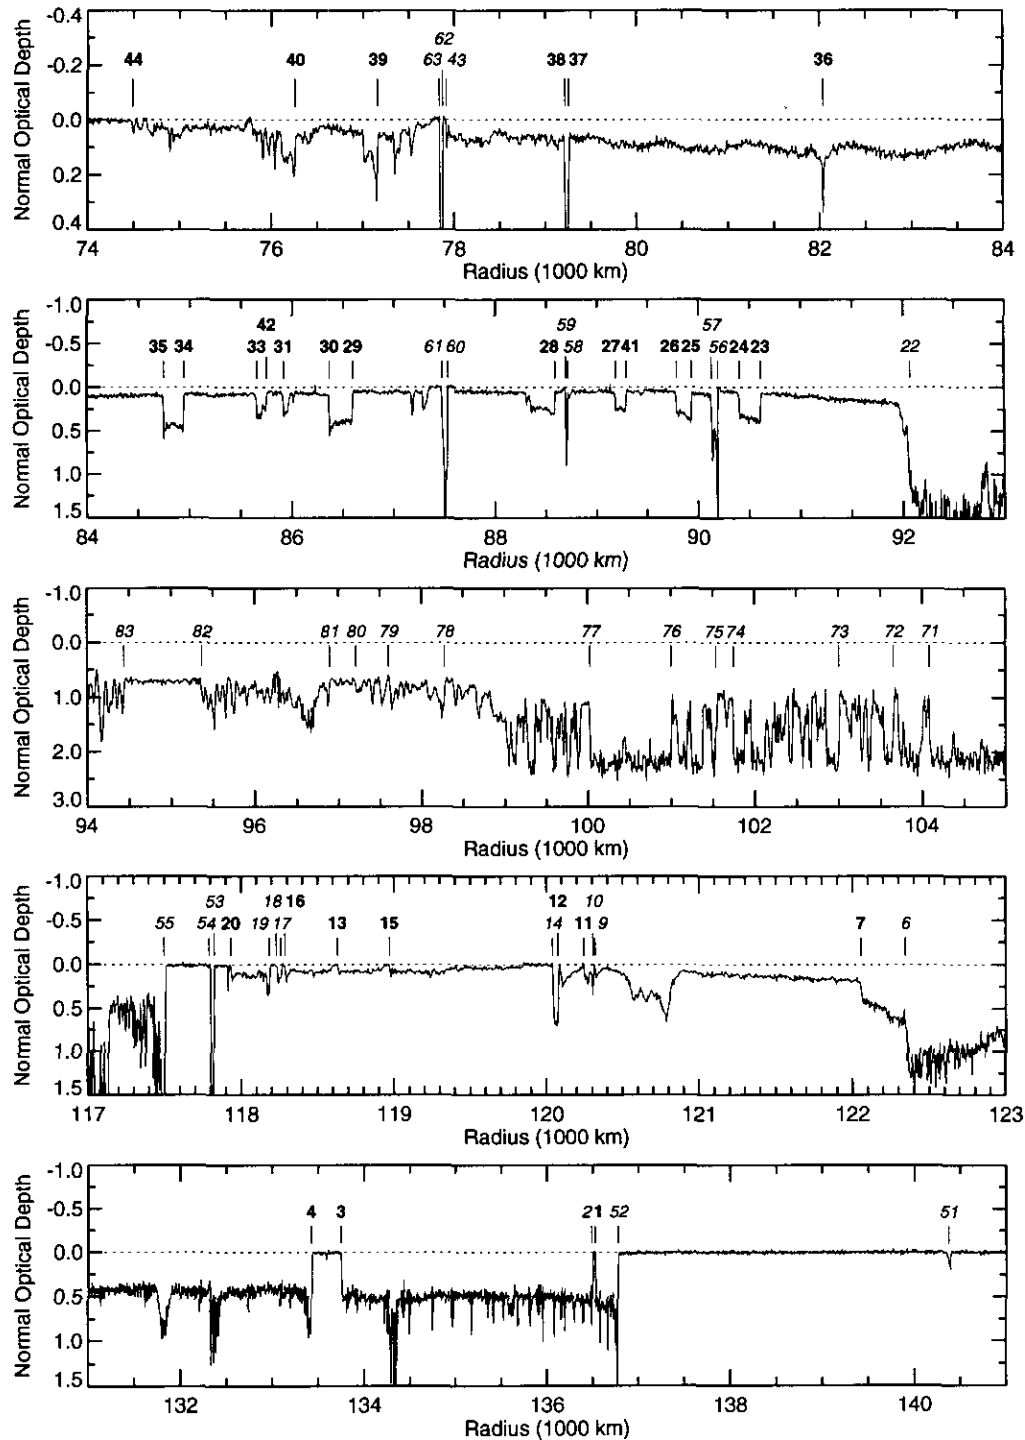 -0.4
62
44 40 39 63 43 38 37 36
-0.2
0.0
0.2
0.4
Normal Optical Depth
74 76 78 80 82 84
Radius (1000 km)
-1.0
59 57
42
35 34 33 31 30 29 61 60 28 58 27 41 26 25 56 24 23 22
-0.5
0.0
0.5
1.0
1.5
Normal Optical Depth
84 86 88 90 92
Radius (1000 km)
-1.0
83 82 81 80 79 78 77 76 75 74 73 72 71
0.0
1.0
2.0
3.0
Normal Optical Depth
94 96 98 100 102 104
Radius (1000 km)
-1.0
53 18 16 12 10
55 54 20 19 17 13 15 14 11 9 7 6
-0.5
0.0
0.5
1.0
1.5
Normal Optical Depth
117 118 119 120 121 122 123
Radius (1000 km)
-1.0
4 3 2 1 52 51
-0.5
0.0
0.5
1.0
1.5
Normal Optical Depth
132 134 136 138 140
Radius (1000 km)